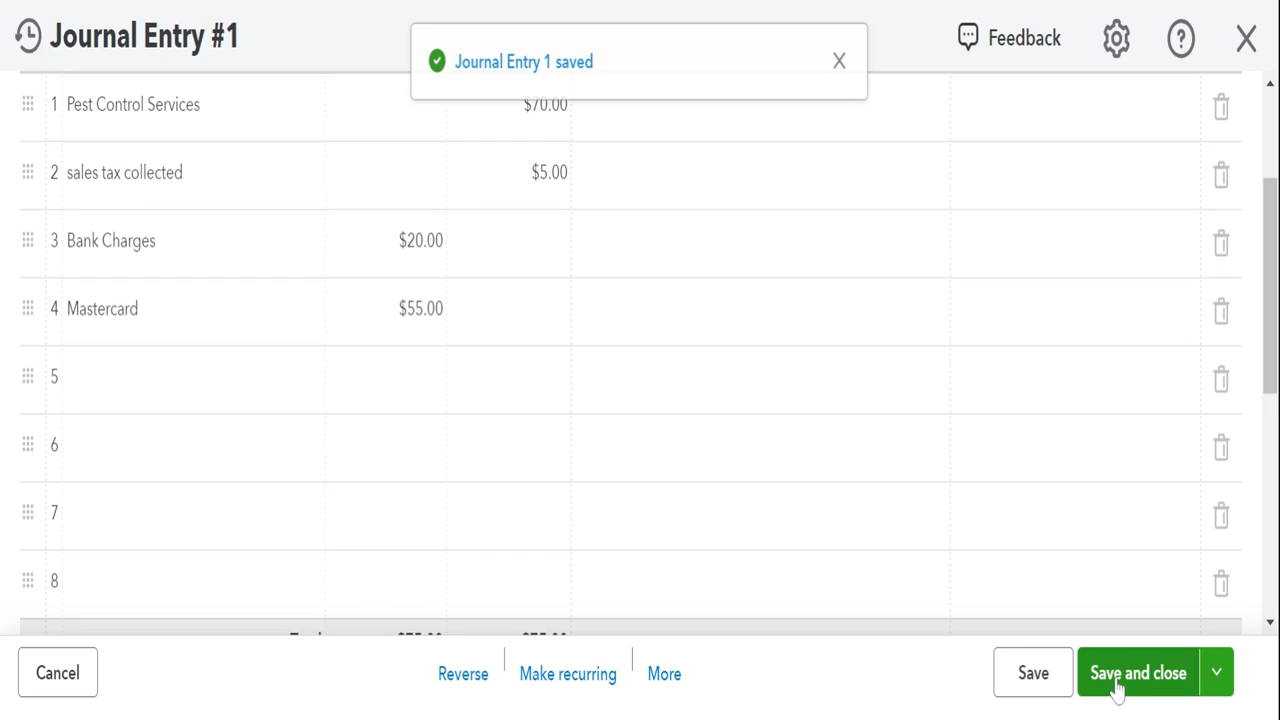 Journal Entry #1
Journal Entry 1 saved
X
Feedback
?
X
1 Pest Control Services $70.00
2 sales tax collected $5.00
3 Bank Charges $20.00
4 Mastercard $55.00
5
6
7
8
Cancel
Reverse
Make recurring
More
Save
Save and close